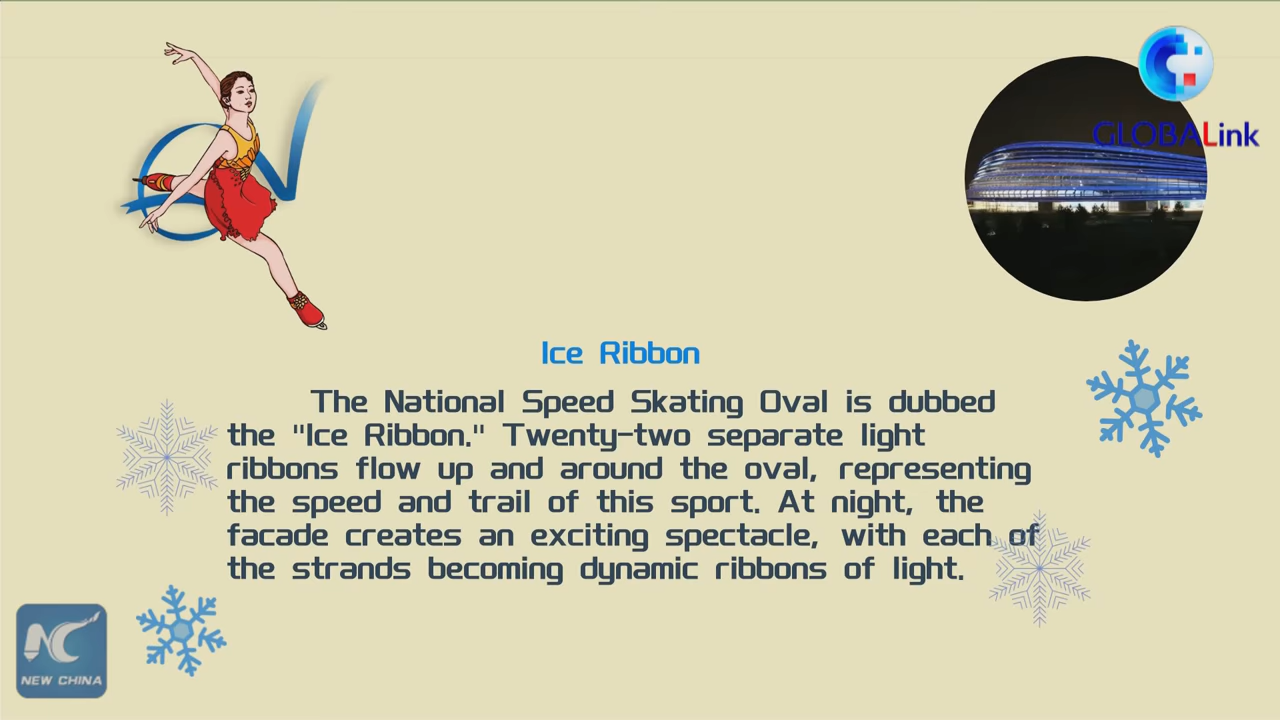 GLOBALink
Ice Ribbon
The National Speed Skating Oval is dubbed
the "Ice Ribbon." Twenty-two separate light
ribbons flow up and around the oval, representing
the speed and trail of this sport. At night, the
facade creates an exciting spectacle, with each of
the strands becoming dynamic ribbons of light.
NC
NEW CHINA